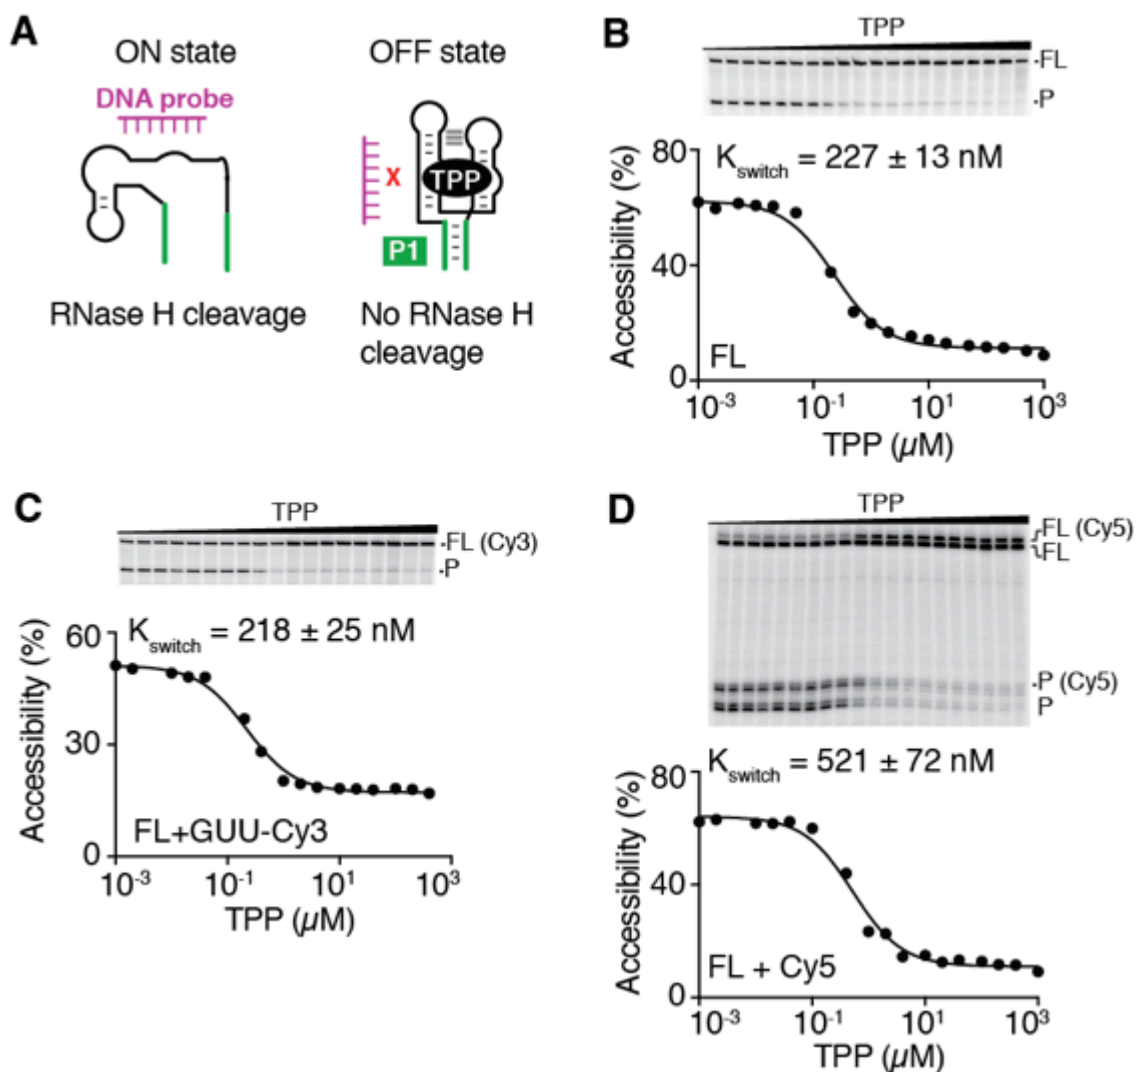 A
ON state
OFF state
DNA probe
X
TPP
P1
RNase H cleavage
No RNase H
cleavage
B
TPP
-FL
-P
80
40
0
Accessibility (%)
K_switch = 227 ± 13 nM
FL
10^-3
10^-1
10^1
10^3
TPP (µM)
C
TPP
-FL (Cy3)
-P
60
30
0
Accessibility (%)
K_switch = 218 ± 25 nM
FL+GUU-Cy3
10^-3
10^-1
10^1
10^3
TPP (µM)
D
TPP
FL (Cy5)
FL
-P (Cy5)
P
80
40
0
Accessibility (%)
K_switch = 521 ± 72 nM
FL + Cy5
10^-3
10^-1
10^1
10^3
TPP (µM)